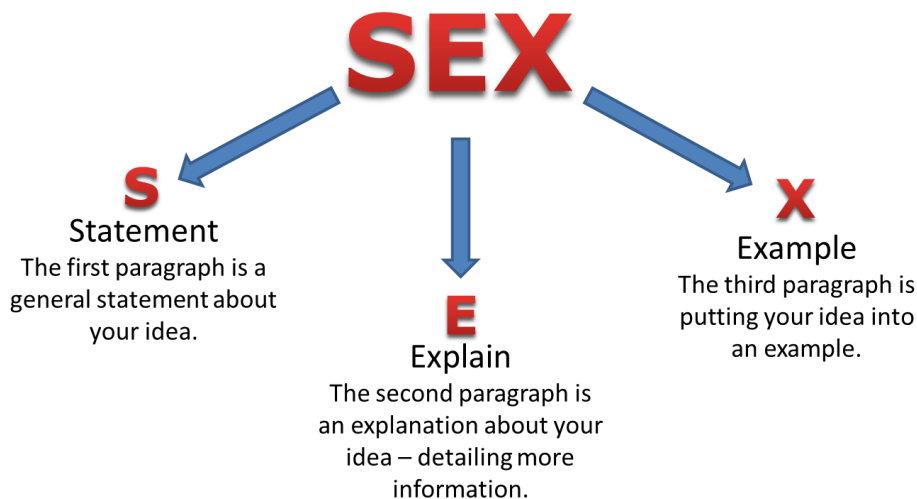 SEX
S
Statement
The first paragraph is a
general statement about
your idea.
E
Explain
The second paragraph is
an explanation about your
idea – detailing more
information.
X
Example
The third paragraph is
putting your idea into
an example.